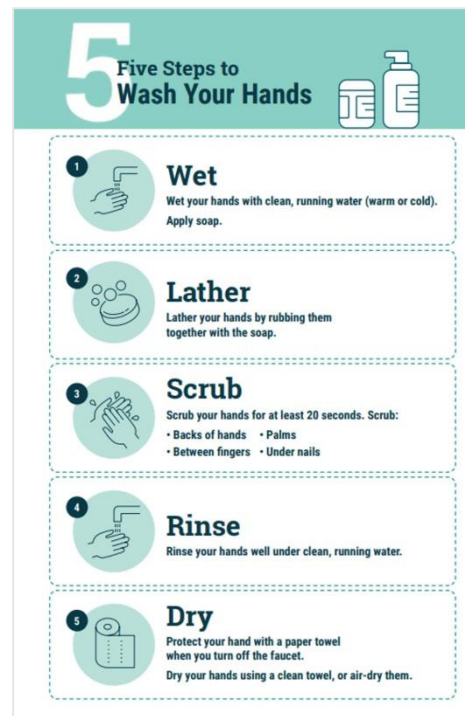 5
Five Steps to
Wash Your Hands
1
Wet
Wet your hands with clean, running water (warm or cold).
Apply soap.
2
Lather
Lather your hands by rubbing them
together with the soap.
3
Scrub
Scrub your hands for at least 20 seconds. Scrub:
• Backs of hands • Palms
• Between fingers • Under nails
4
Rinse
Rinse your hands well under clean, running water.
5
Dry
Protect your hand with a paper towel
when you turn off the faucet.
Dry your hands using a clean towel, or air-dry them.